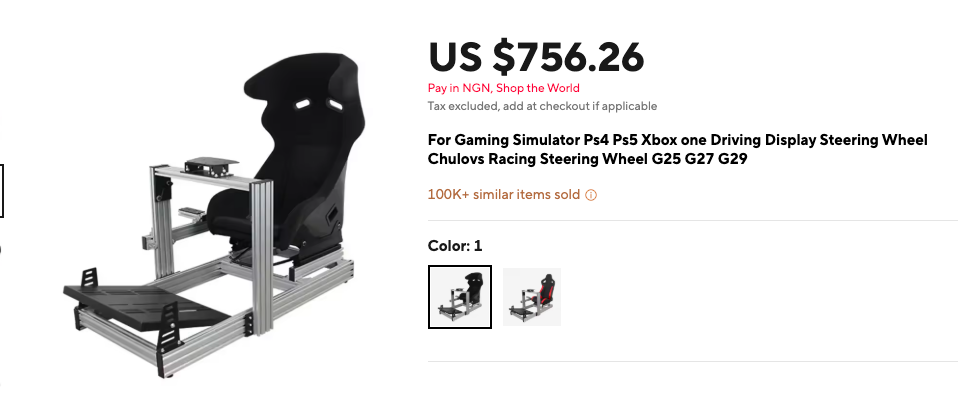 US $756.26
Pay in NGN, Shop the World
Tax excluded, add at checkout if applicable
For Gaming Simulator Ps4 Ps5 Xbox one Driving Display Steering Wheel
Chulovs Racing Steering Wheel G25 G27 G29
100K+ similar items sold
Color: 1